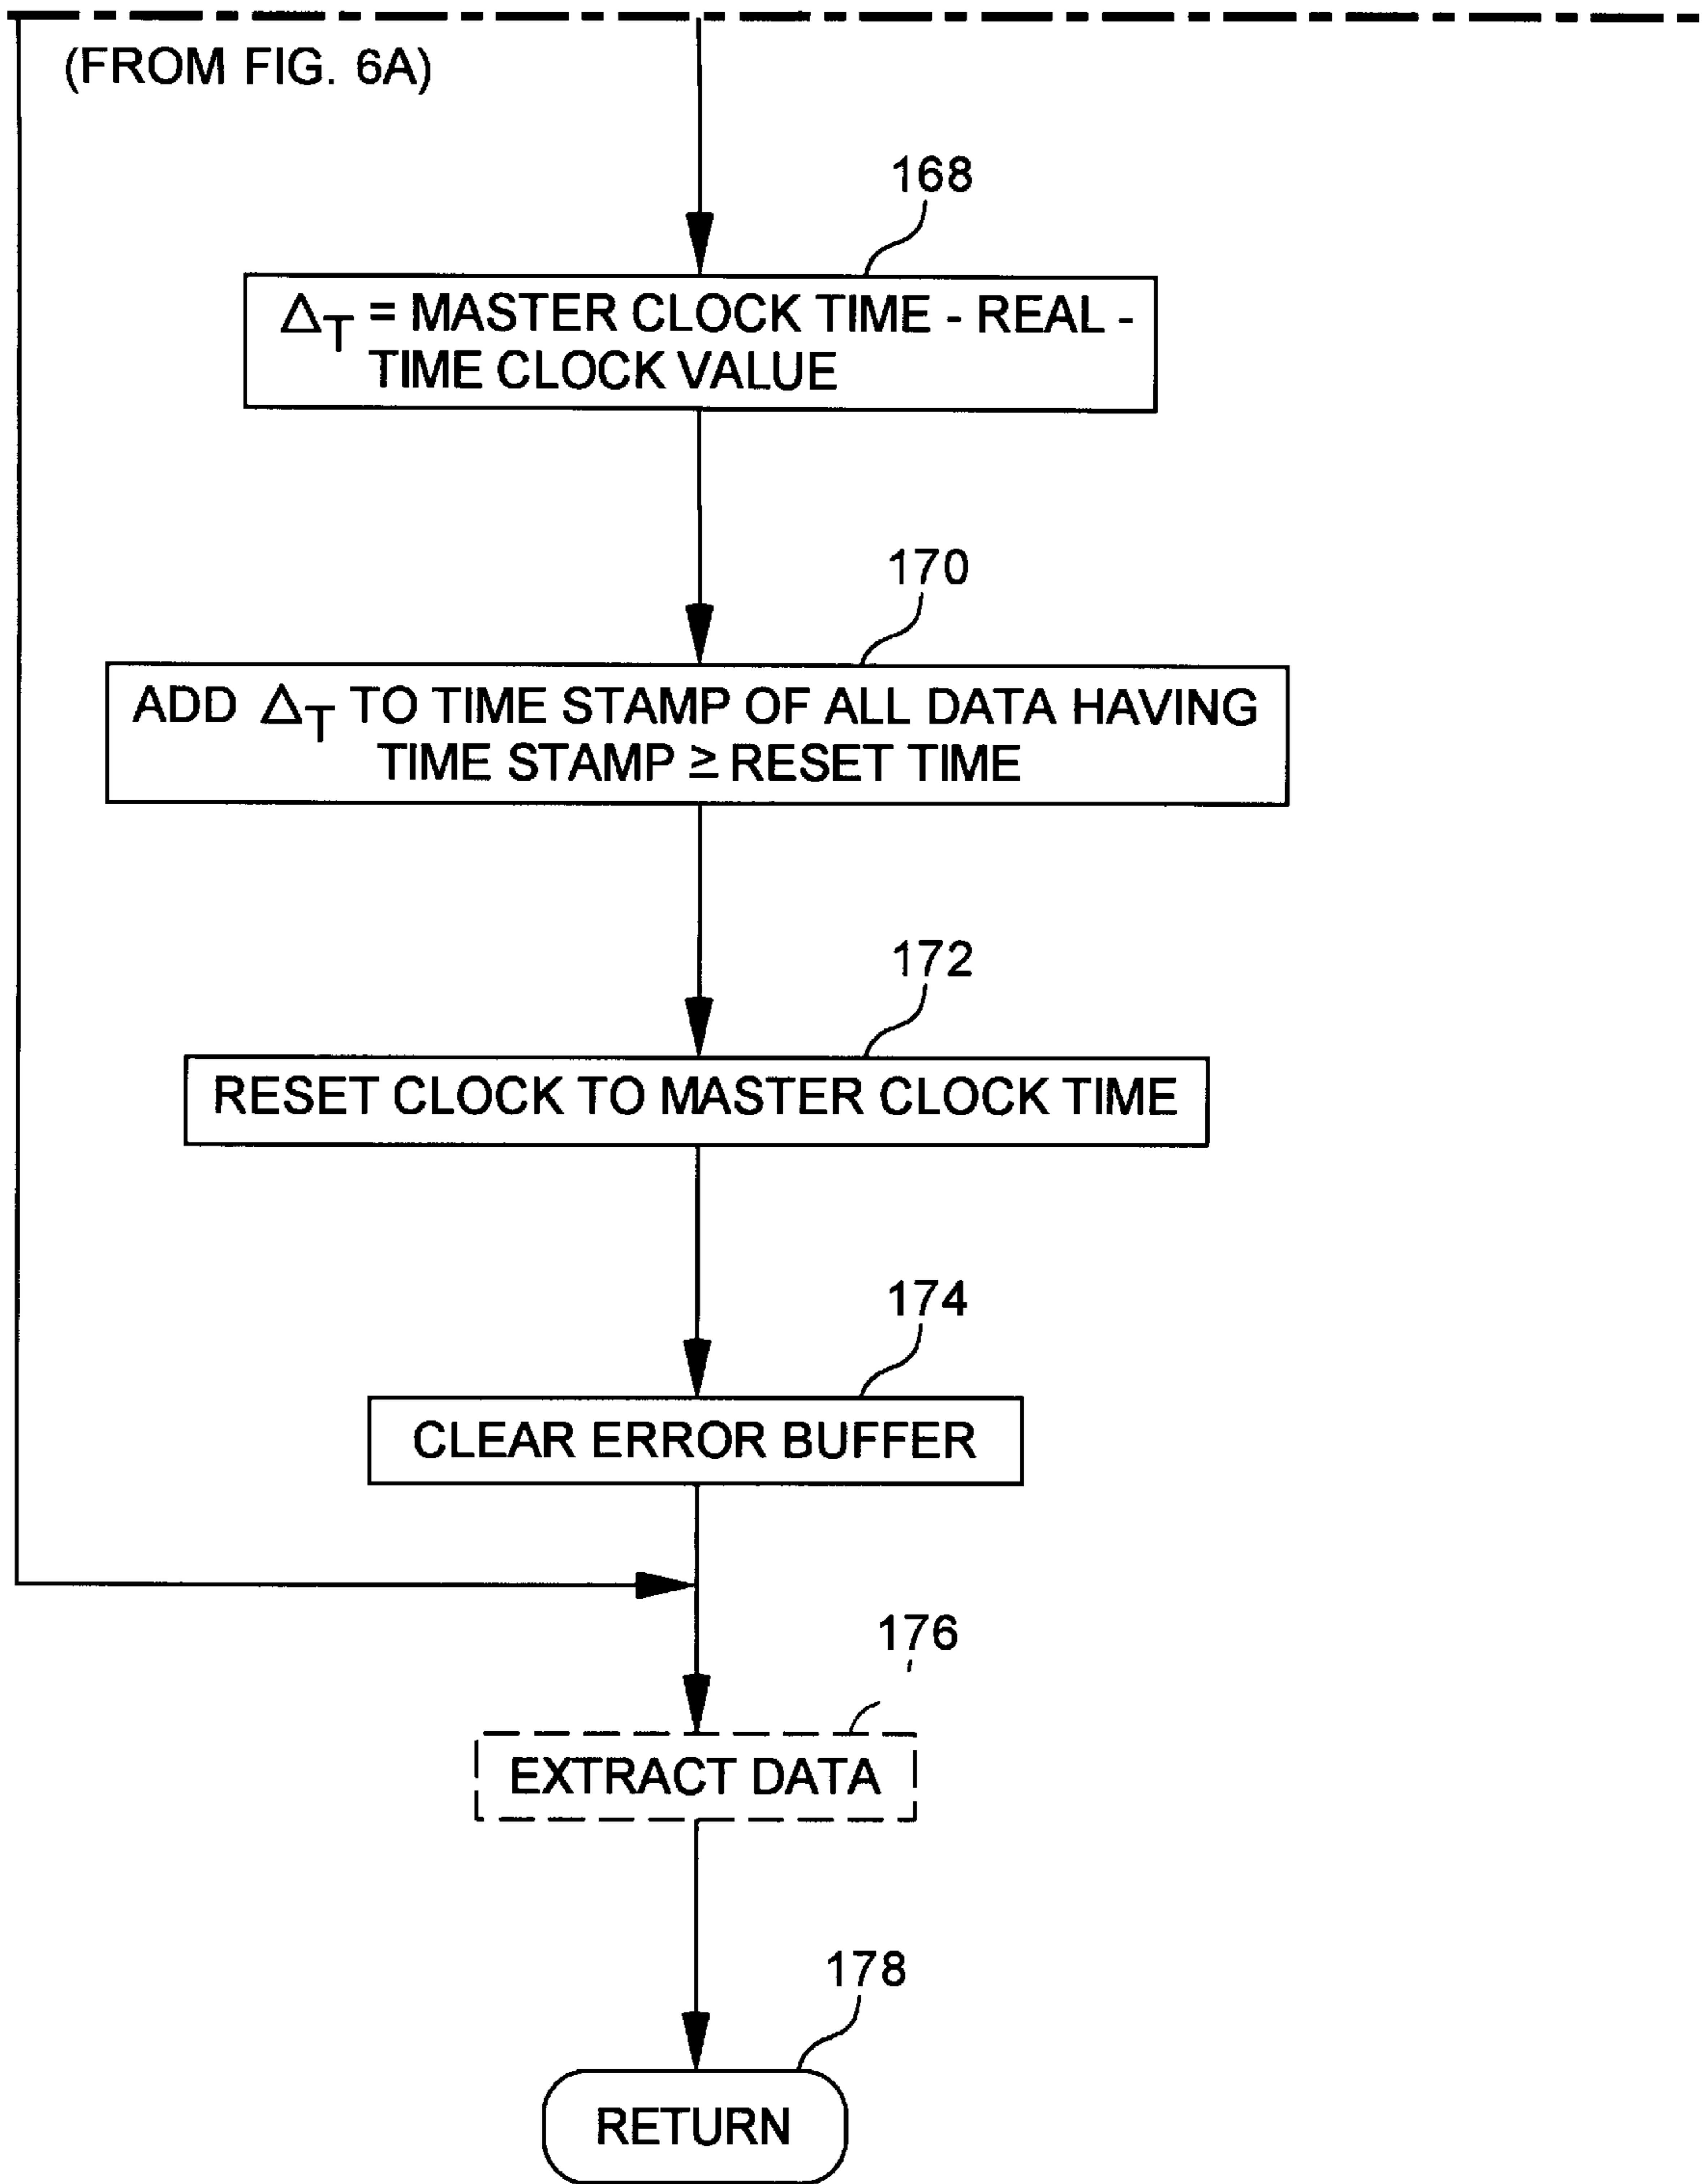 (FROM FIG. 6A)
168
ΔT = MASTER CLOCK TIME - REAL -
TIME CLOCK VALUE
170
ADD ΔT TO TIME STAMP OF ALL DATA HAVING
TIME STAMP ≥ RESET TIME
172
RESET CLOCK TO MASTER CLOCK TIME
174
CLEAR ERROR BUFFER
176
EXTRACT DATA
178
RETURN